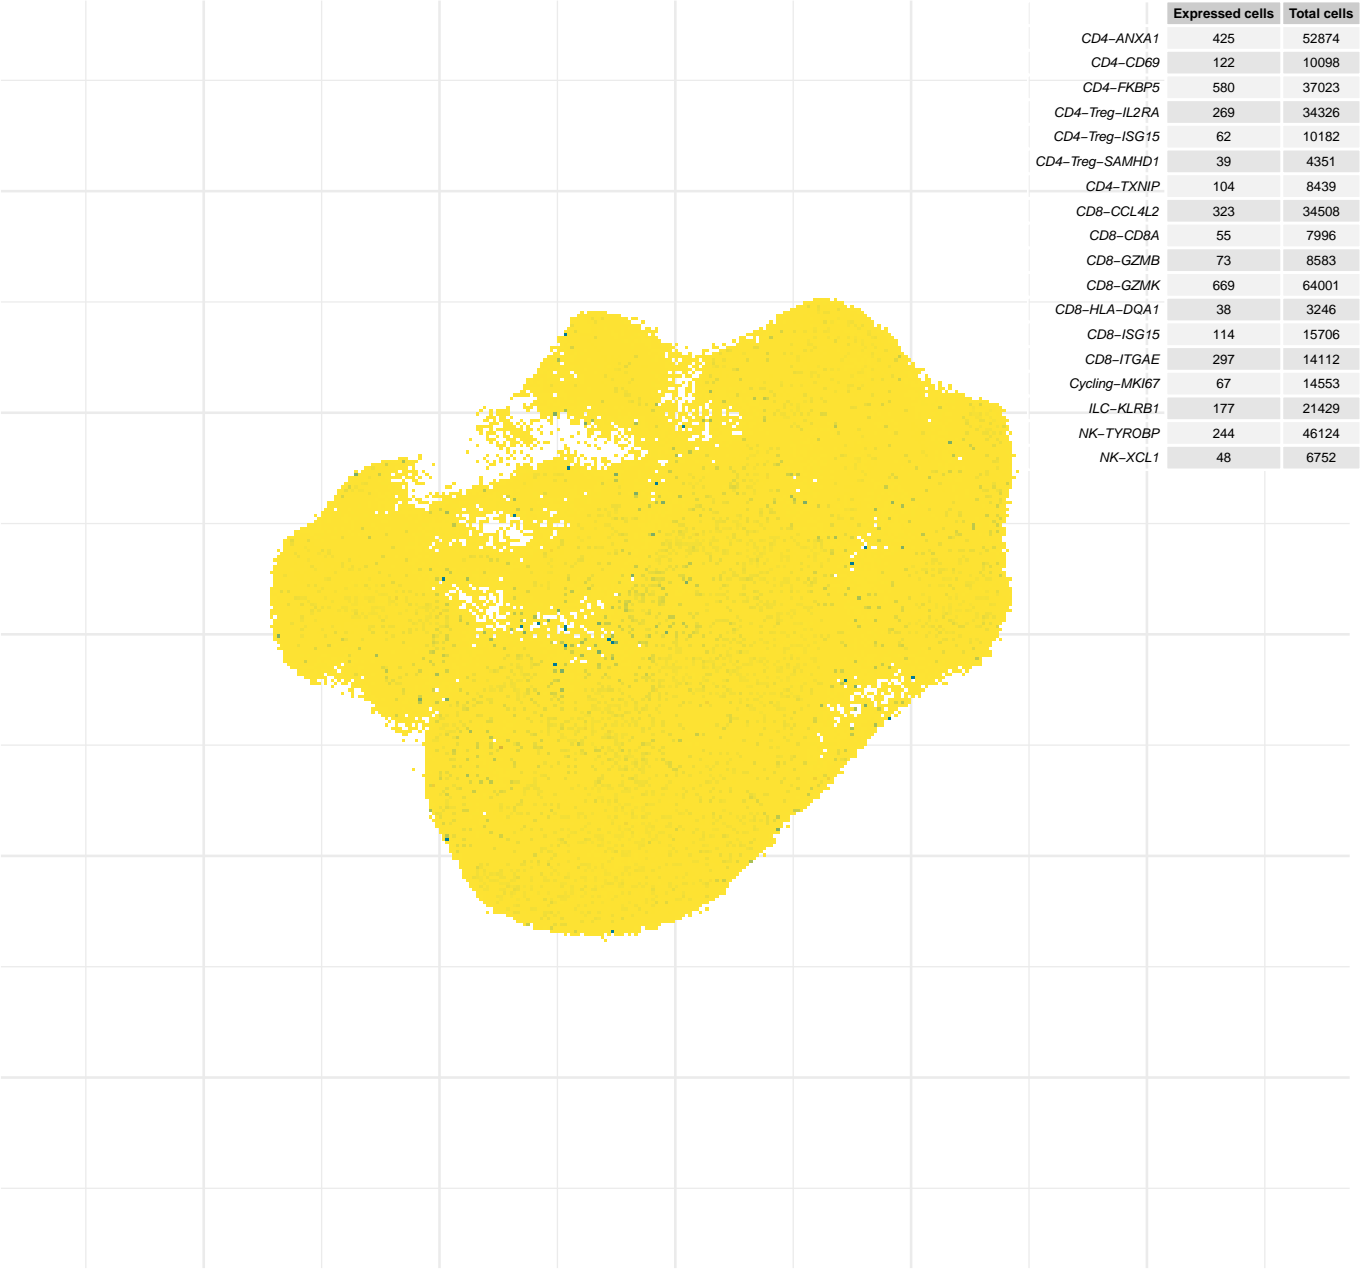 Expressed cells Total cells
CD4−ANXA1 425 52874
CD4−CD69 122 10098
CD4−FKBP5 580 37023
CD4−Treg−IL2RA 269 34326
CD4−Treg−ISG15 62 10182
CD4−Treg−SAMHD1 39 4351
CD4−TXNIP 104 8439
CD8−CCL4L2 323 34508
CD8−CD8A 55 7996
CD8−GZMB 73 8583
CD8−GZMK 669 64001
CD8−HLA−DQA1 38 3246
CD8−ISG15 114 15706
CD8−ITGAE 297 14112
Cycling−MKI67 67 14553
ILC−KLRB1 177 21429
NK−TYROBP 244 46124
NK−XCL1 48 6752